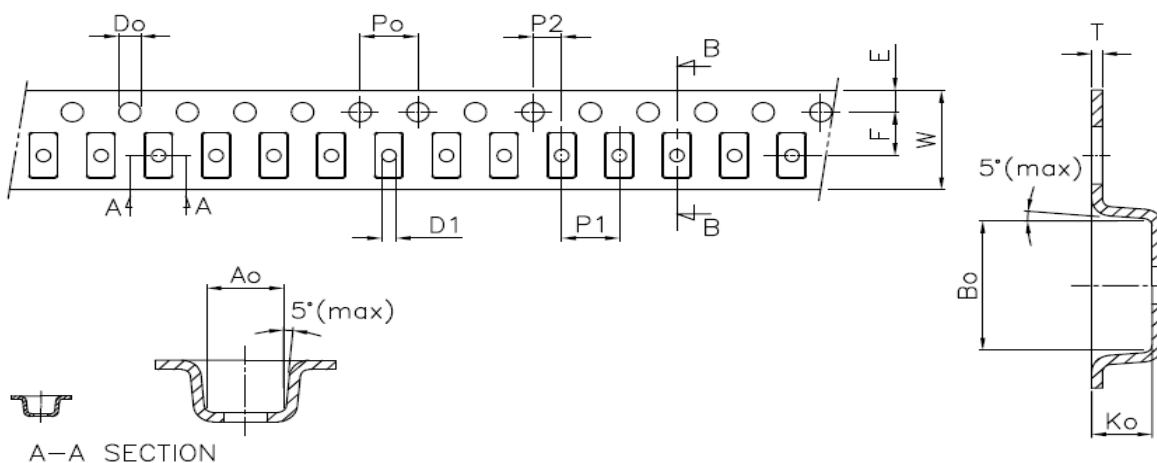 Do
Po
P2
B
T
E
F
W
A
A
D1
P1
B
5°(max)
Bo
Ao
5°(max)
Ko
A-A SECTION